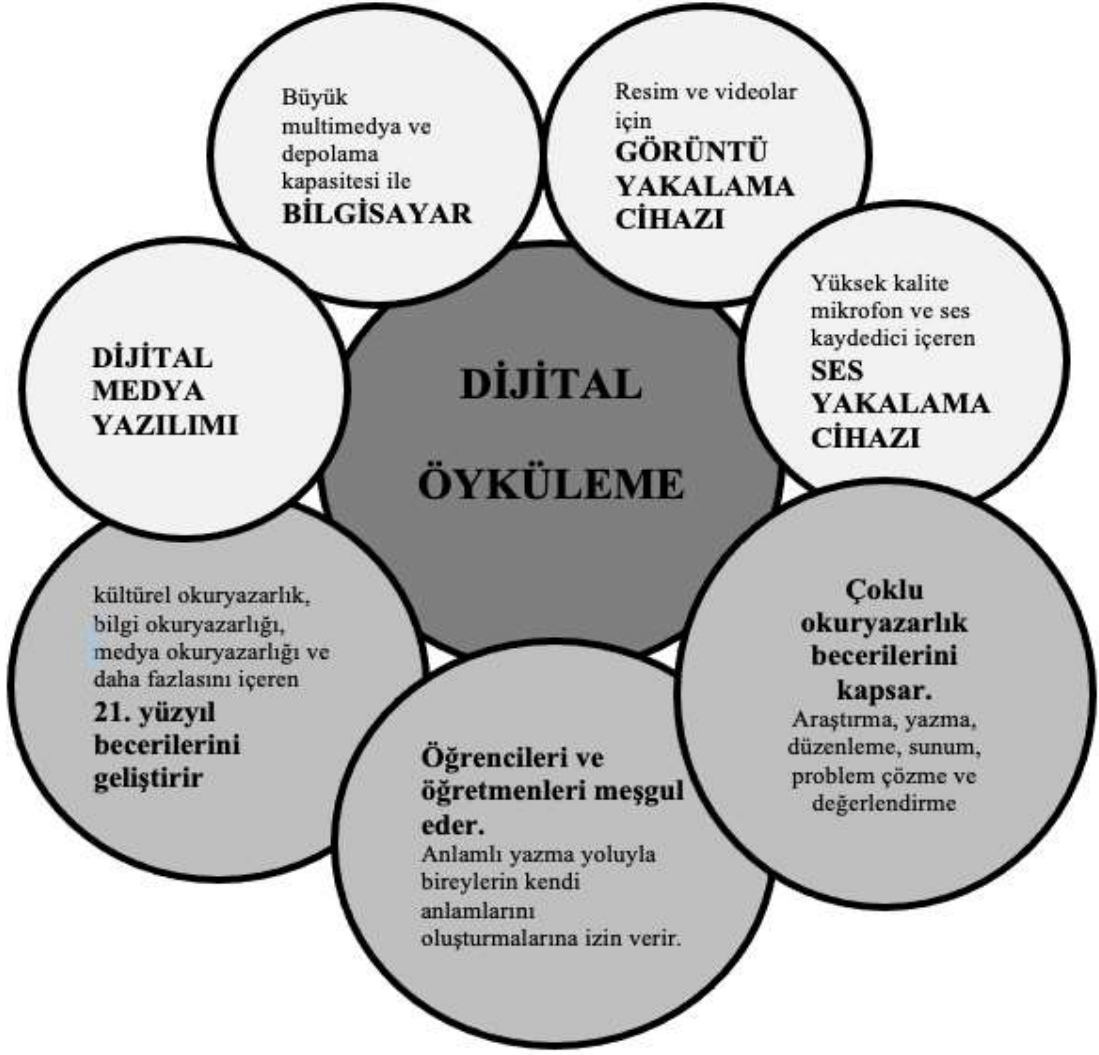 Büyük
multimedya ve
depolama
kapasitesi ile
BİLGİSAYAR
Resim ve videolar
için
GÖRÜNTÜ
YAKALAMA
CİHAZI
Yüksek kalite
mikrofon ve ses
kaydedici içeren
SES
YAKALAMA
CİHAZI
DİJİTAL
MEDYA
YAZILIMI
DİJİTAL
ÖYKÜLEME
kültürel okuryazarlık,
bilgi okuryazarlığı,
medya okuryazarlığı ve
daha fazlasını içeren
21. yüzyıl
becerilerini
geliştirir
Öğrencileri ve
öğretmenleri meşgul
eder.
Anlamlı yazma yoluyla
bireylerin kendi
anlamlarını
oluşturmalarına izin verir.
Çoklu
okuryazarlık
becerilerini
kapsar.
Araştırma, yazma,
düzenleme, sunum,
problem çözme ve
değerlendirme